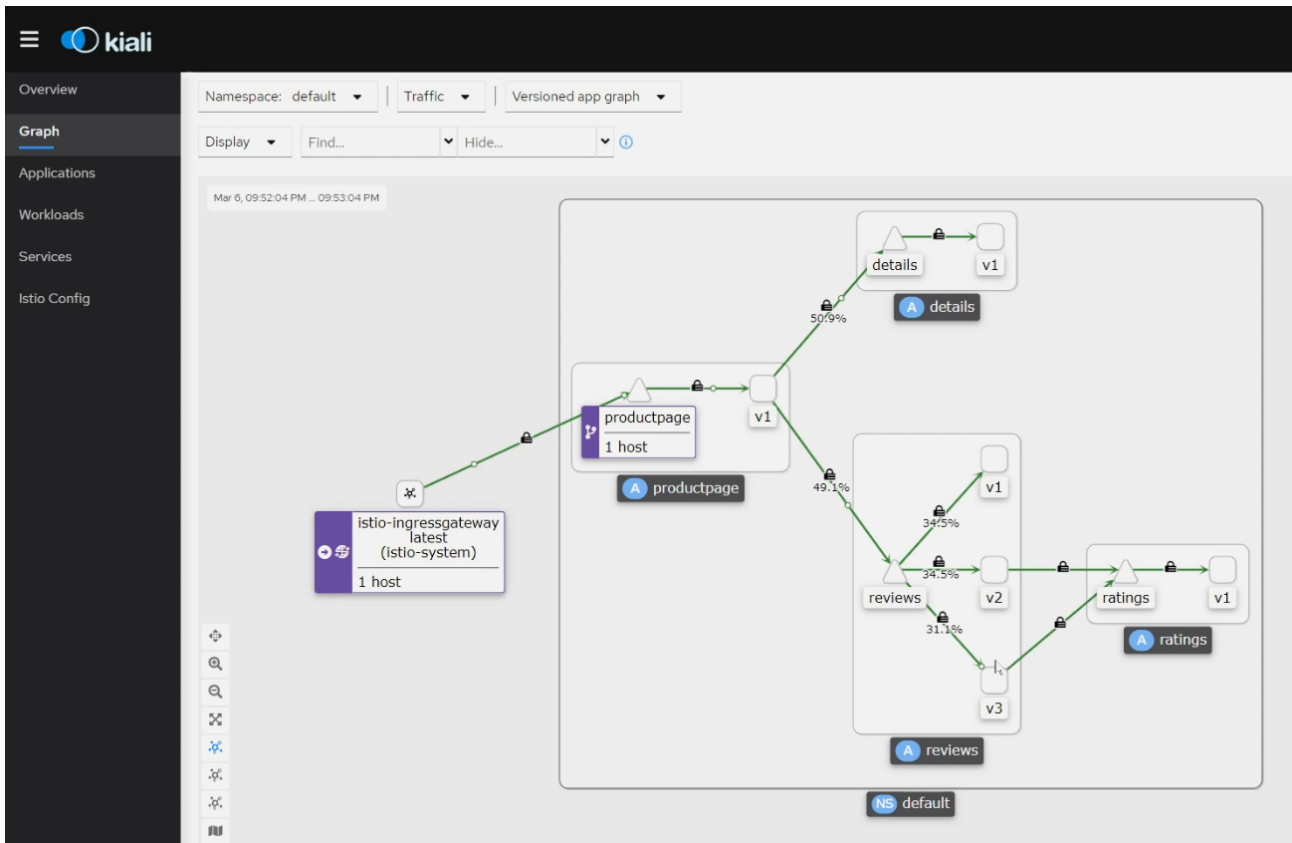 kiali
Overview
Graph
Applications
Workloads
Services
Istio Config
Namespace: default
Traffic
Versioned app graph
Display
Find...
Hide...
Mar 6, 09:52:04 PM ... 09:53:04 PM
details
v1
A details
50.9%
productpage
1 host
v1
A productpage
49.1%
istio-ingressgateway
latest
(istio-system)
1 host
v1
34.5%
34.5%
reviews
v2
31.1%
v3
A reviews
ratings
v1
A ratings
NS default